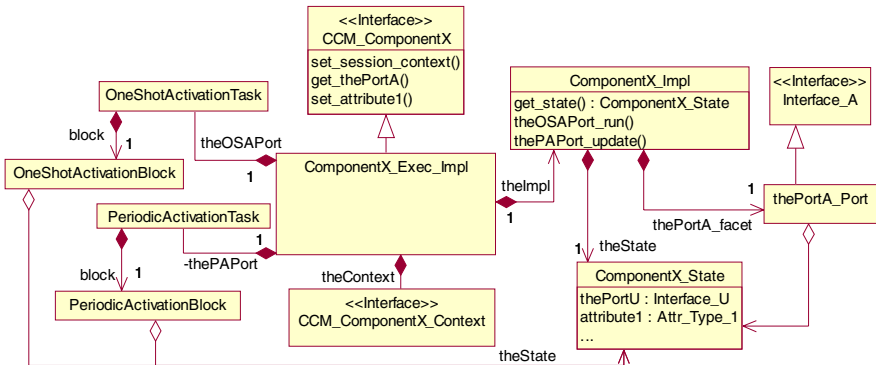 <<Interface>>
CCM_ComponentX
set_session_context()
get_thePortA()
set_attribute1()
ComponentX_Impl
get_state() : ComponentX_State
theOSAPort_run()
thePAPort_update()
<<Interface>>
Interface_A
OneShotActivationTask
block
1
theOSAPort
1
OneShotActivationBlock
ComponentX_Exec_Impl
theImpl
1
1
thePortA_facet
thePortA_Port
PeriodicActivationTask
1
-thePAPort
block
1
PeriodicActivationBlock
theContext
<<Interface>>
CCM_ComponentX_Context
1
theState
ComponentX_State
thePortU : Interface_U
attribute1 : Attr_Type_1
...
theState